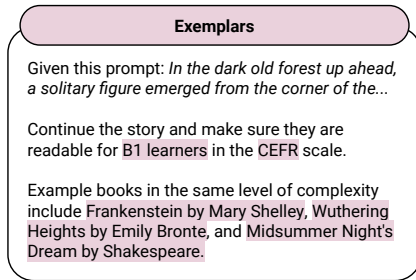 Exemplars
Given this prompt: In the dark old forest up ahead,
a solitary figure emerged from the corner of the...
Continue the story and make sure they are
readable for B1 learners in the CEFR scale.
Example books in the same level of complexity
include Frankenstein by Mary Shelley, Wuthering
Heights by Emily Bronte, and Midsummer Night's
Dream by Shakespeare.